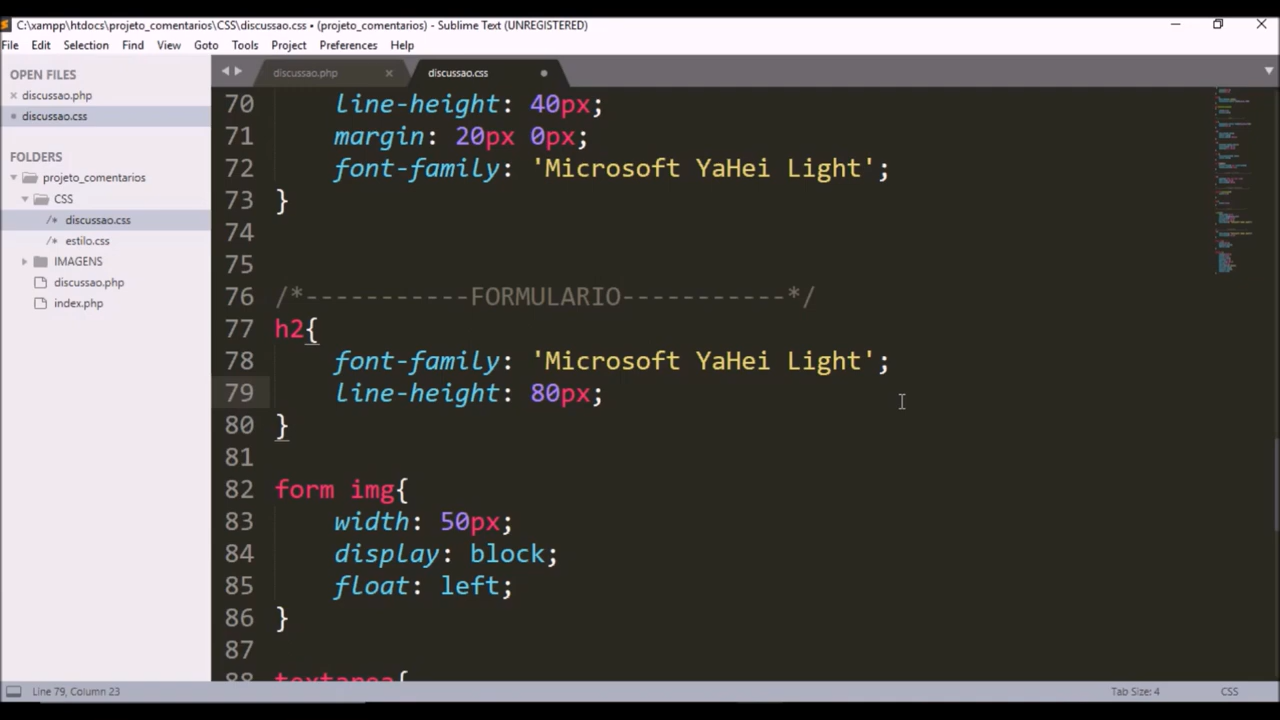 C:\xampp\htdocs\projeto_comentarios\CSS\discussao.css • (projeto_comentarios) - Sublime Text (UNREGISTERED)
File Edit Selection Find View Goto Tools Project Preferences Help
OPEN FILES
discussao.php
discussao.css
FOLDERS
projeto_comentarios
CSS
/* discussao.css
/* estilo.css
IMAGENS
discussao.php
index.php
discussao.php discussao.css
70 line-height: 40px;
71 margin: 20px 0px;
72 font-family: 'Microsoft YaHei Light';
73 }
74
75
76 /*-----------FORMULARIO-----------*/
77 h2{
78 font-family: 'Microsoft YaHei Light';
79 line-height: 80px;
80 }
81
82 form img{
83 width: 50px;
84 display: block;
85 float: left;
86 }
87
88 textarea{
Line 79, Column 23 Tab Size: 4 CSS